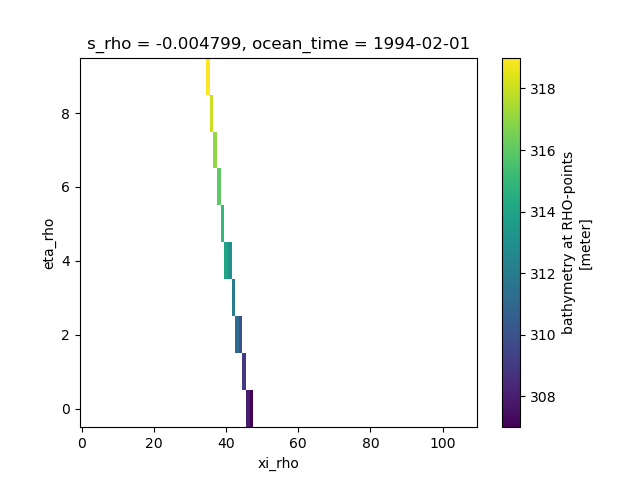 s_rho = -0.004799, ocean_time = 1994-02-01
8
6
4
2
0
eta_rho
0 20 40 60 80 100
xi_rho
318
316
314
312
310
308
bathymetry at RHO-points
[meter]